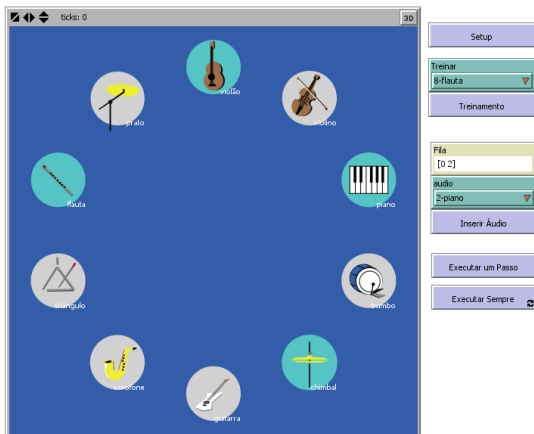 ticks: 0
3D
violão
violino
prato
piano
flauta
bumbo
triângulo
chimbal
saxofone
guitarra
Setup
Treinar
8-flauta
Treinamento
Fila
[0 2]
audio
2-piano
Inserir Áudio
Executar um Passo
Executar Sempre